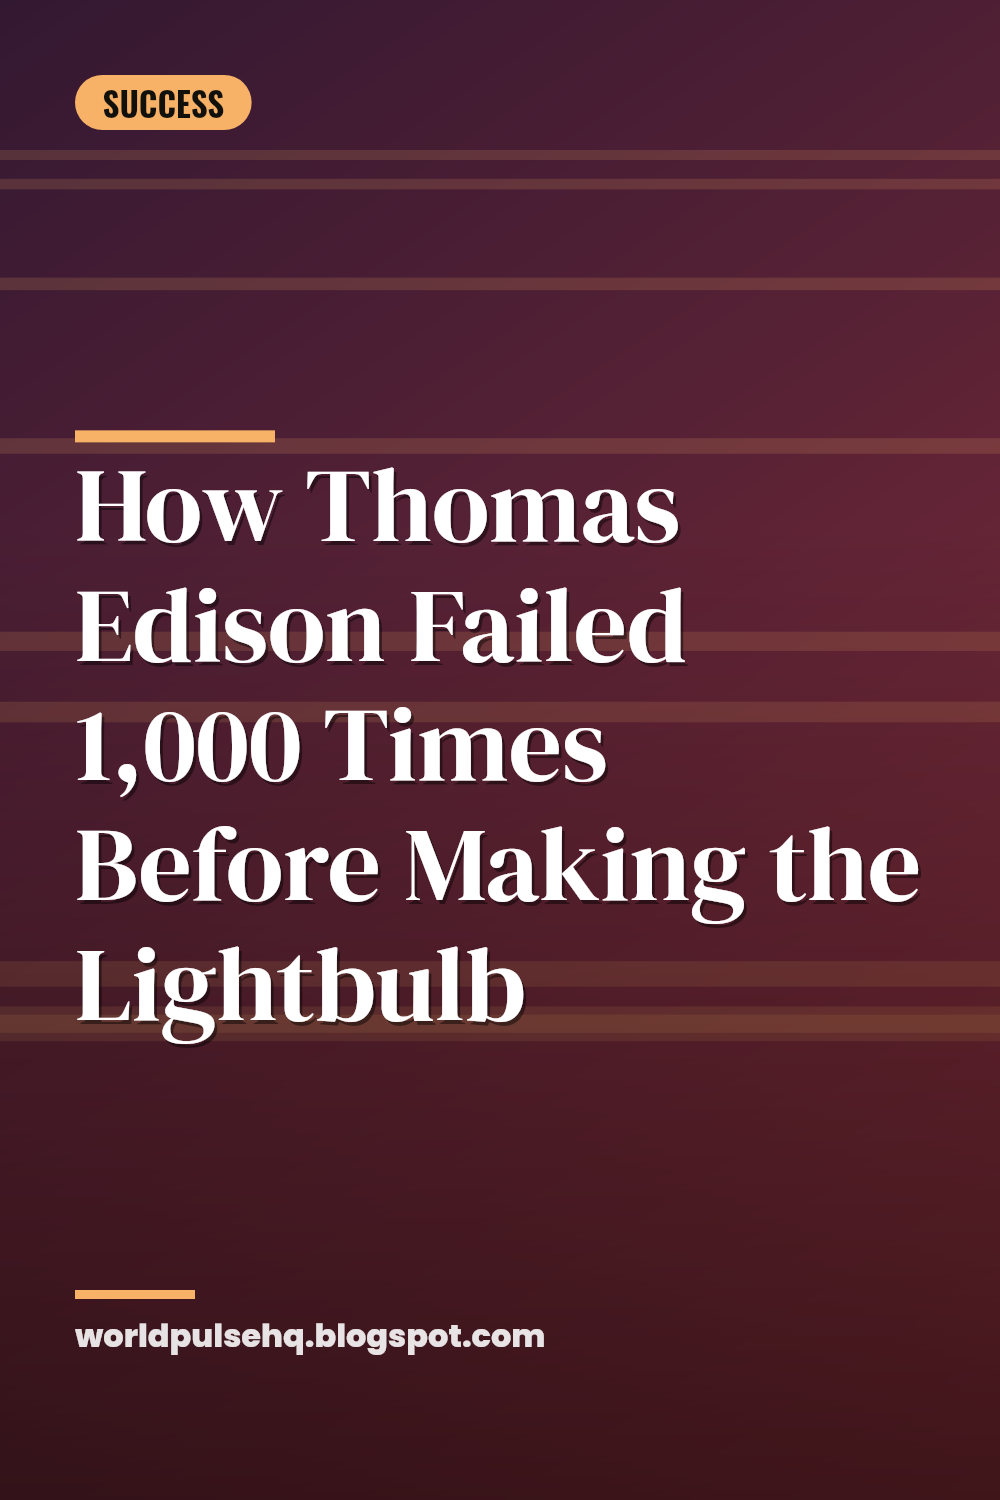 SUCCESS
How Thomas
Edison Failed
1,000 Times
Before Making the
Lightbulb
worldpulsehq.blogspot.com